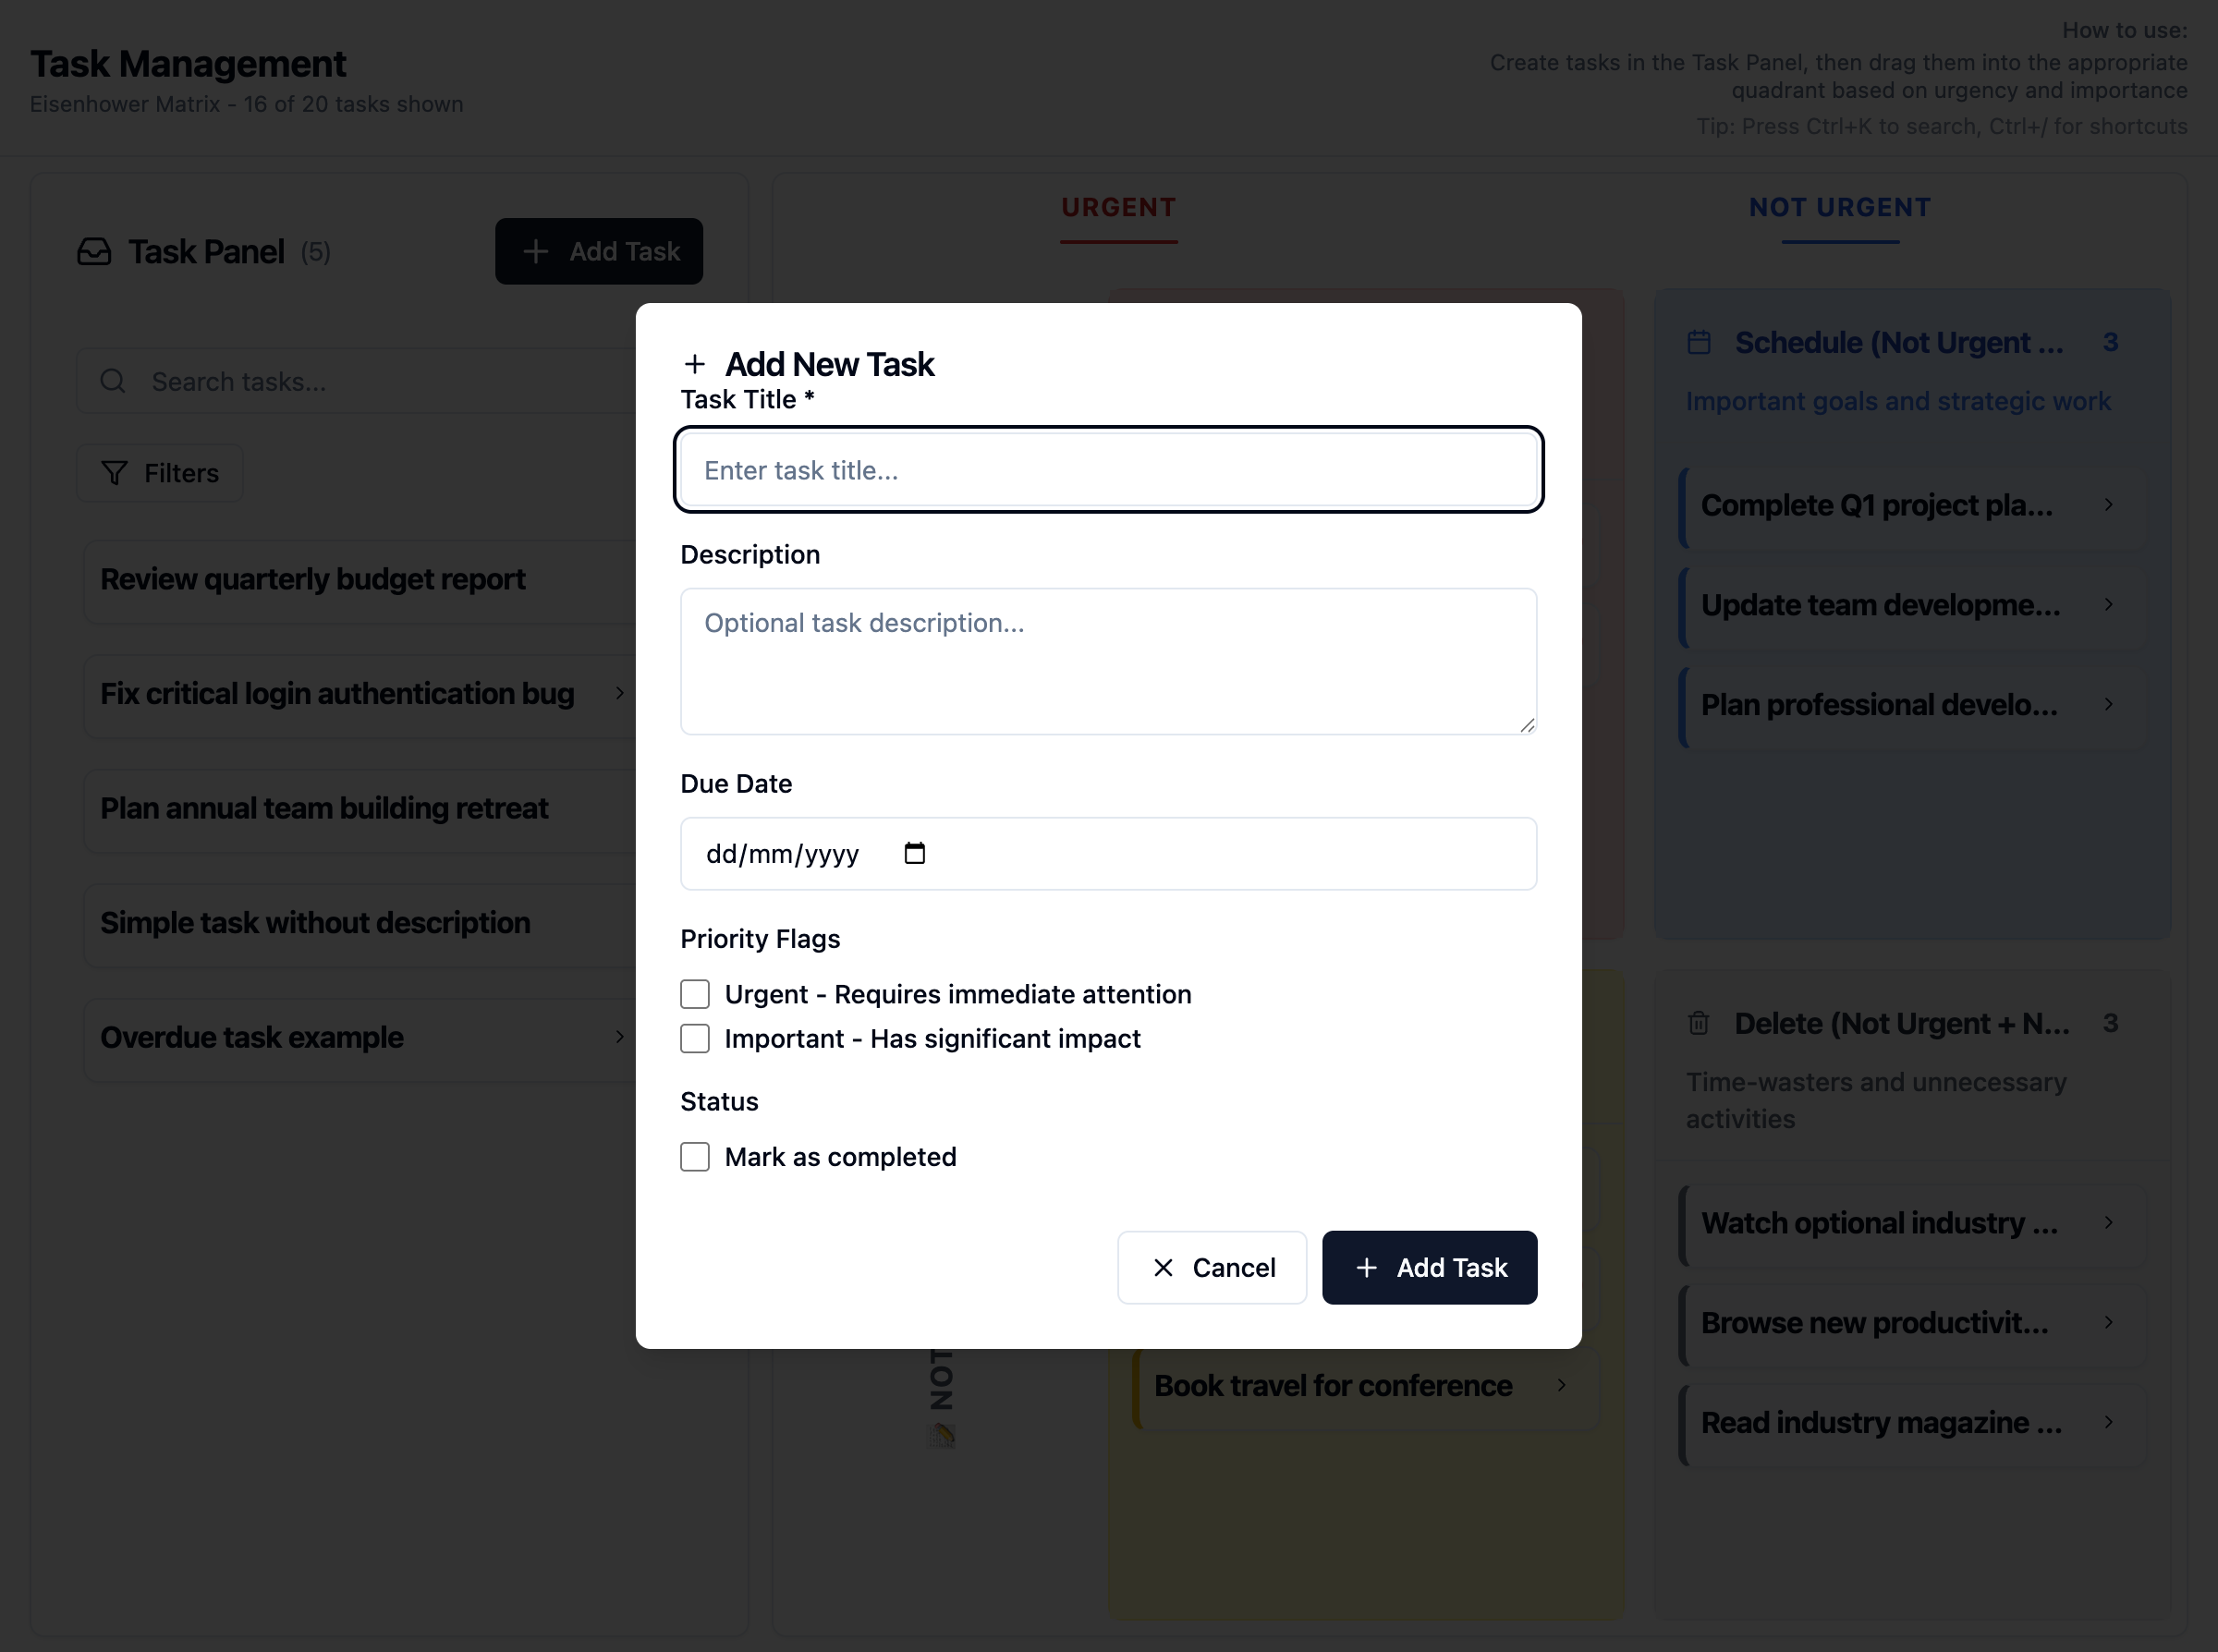 Task Management
Eisenhower Matrix - 16 of 20 tasks shown
How to use:
Create tasks in the Task Panel, then drag them into the appropriate
quadrant based on urgency and importance
Tip: Press Ctrl+K to search, Ctrl+/ for shortcuts
Task Panel (5)
Add Task
Search tasks...
Filters
Review quarterly budget report
Fix critical login authentication bug
Plan annual team building retreat
Simple task without description
Overdue task example
URGENT
NOT URGENT
Add New Task
Task Title *
Enter task title...
Description
Optional task description...
Due Date
dd/mm/yyyy
Priority Flags
Urgent - Requires immediate attention
Important - Has significant impact
Status
Mark as completed
Cancel
Add Task
Schedule (Not Urgent ... 3
Important goals and strategic work
Complete Q1 project pla...
Update team developme...
Plan professional develo...
NOT
Book travel for conference
Delete (Not Urgent + N... 3
Time-wasters and unnecessary
activities
Watch optional industry ...
Browse new productivit...
Read industry magazine ...